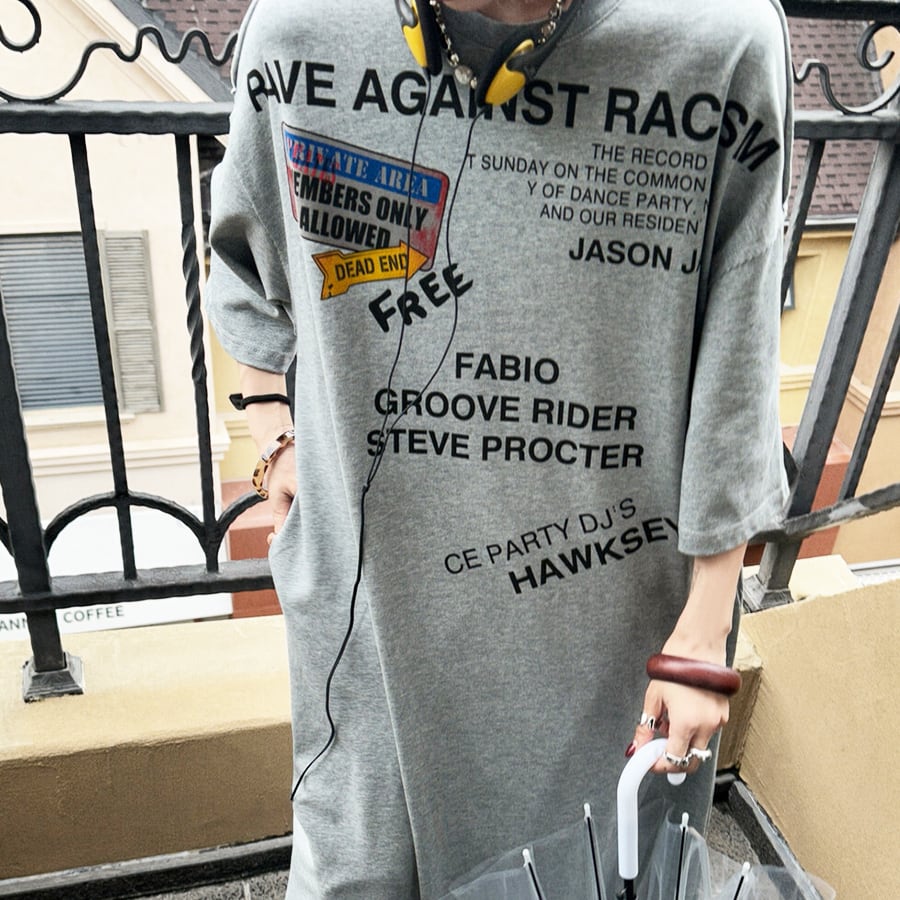 RAVE AGAINST RACSM
PRIVATE AREA
EMBERS ONLY
ALLOWED
DEAD END
FREE
THE RECORD
T SUNDAY ON THE COMMON
Y OF DANCE PARTY,
AND OUR RESIDEN
JASON J
FABIO
GROOVE RIDER
STEVE PROCTER
CE PARTY DJ'S
HAWKSEY
COFFEE